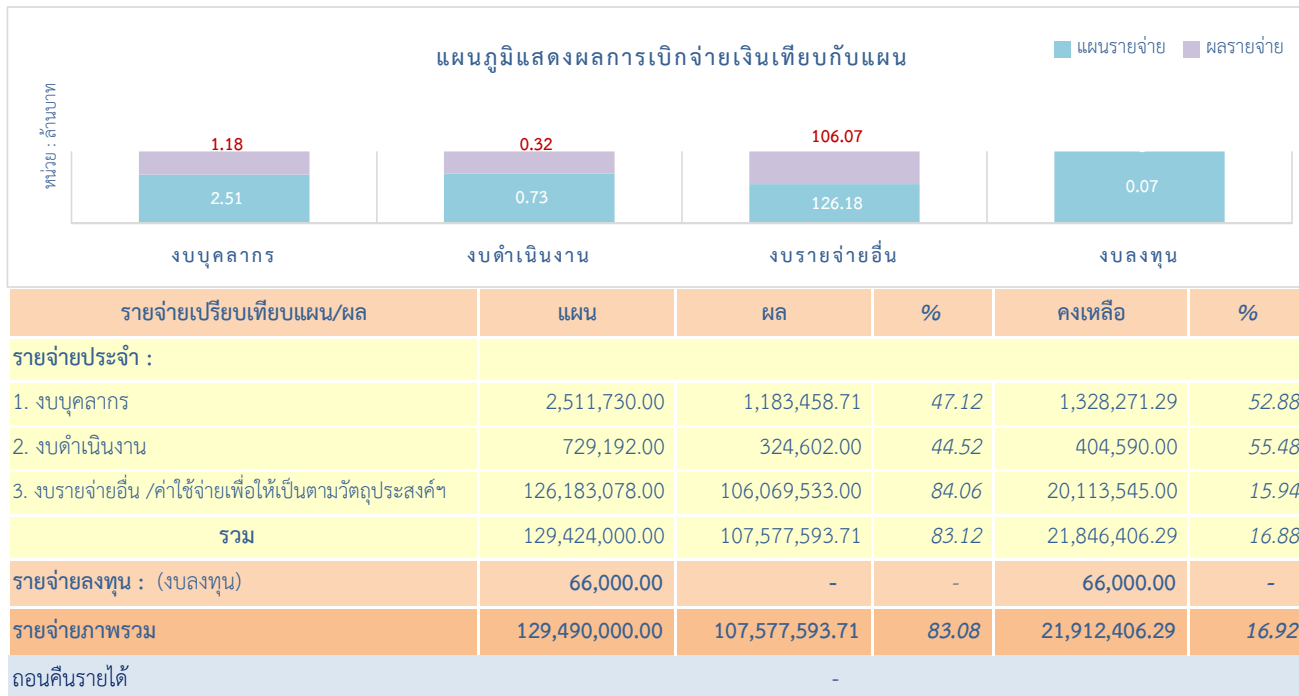 แผนภูมิแสดงผลการเบิกจ่ายเงินเทียบกับแผน
แผนรายจ่าย ผลรายจ่าย
หน่วย : ล้านบาท
1.18 0.32 106.07 -
2.51 0.73 126.18 0.07
งบบุคลากร งบดำเนินงาน งบรายจ่ายอื่น งบลงทุน
รายจ่ายเปรียบเทียบแผน/ผล แผน ผล % คงเหลือ %
รายจ่ายประจำ :
1. งบบุคลากร 2,511,730.00 1,183,458.71 47.12 1,328,271.29 52.88
2. งบดำเนินงาน 729,192.00 324,602.00 44.52 404,590.00 55.48
3. งบรายจ่ายอื่น /ค่าใช้จ่ายเพื่อให้เป็นตามวัตถุประสงค์ฯ 126,183,078.00 106,069,533.00 84.06 20,113,545.00 15.94
รวม 129,424,000.00 107,577,593.71 83.12 21,846,406.29 16.88
รายจ่ายลงทุน : (งบลงทุน) 66,000.00 - - 66,000.00 -
รายจ่ายภาพรวม 129,490,000.00 107,577,593.71 83.08 21,912,406.29 16.92
ถอนคืนรายได้ -